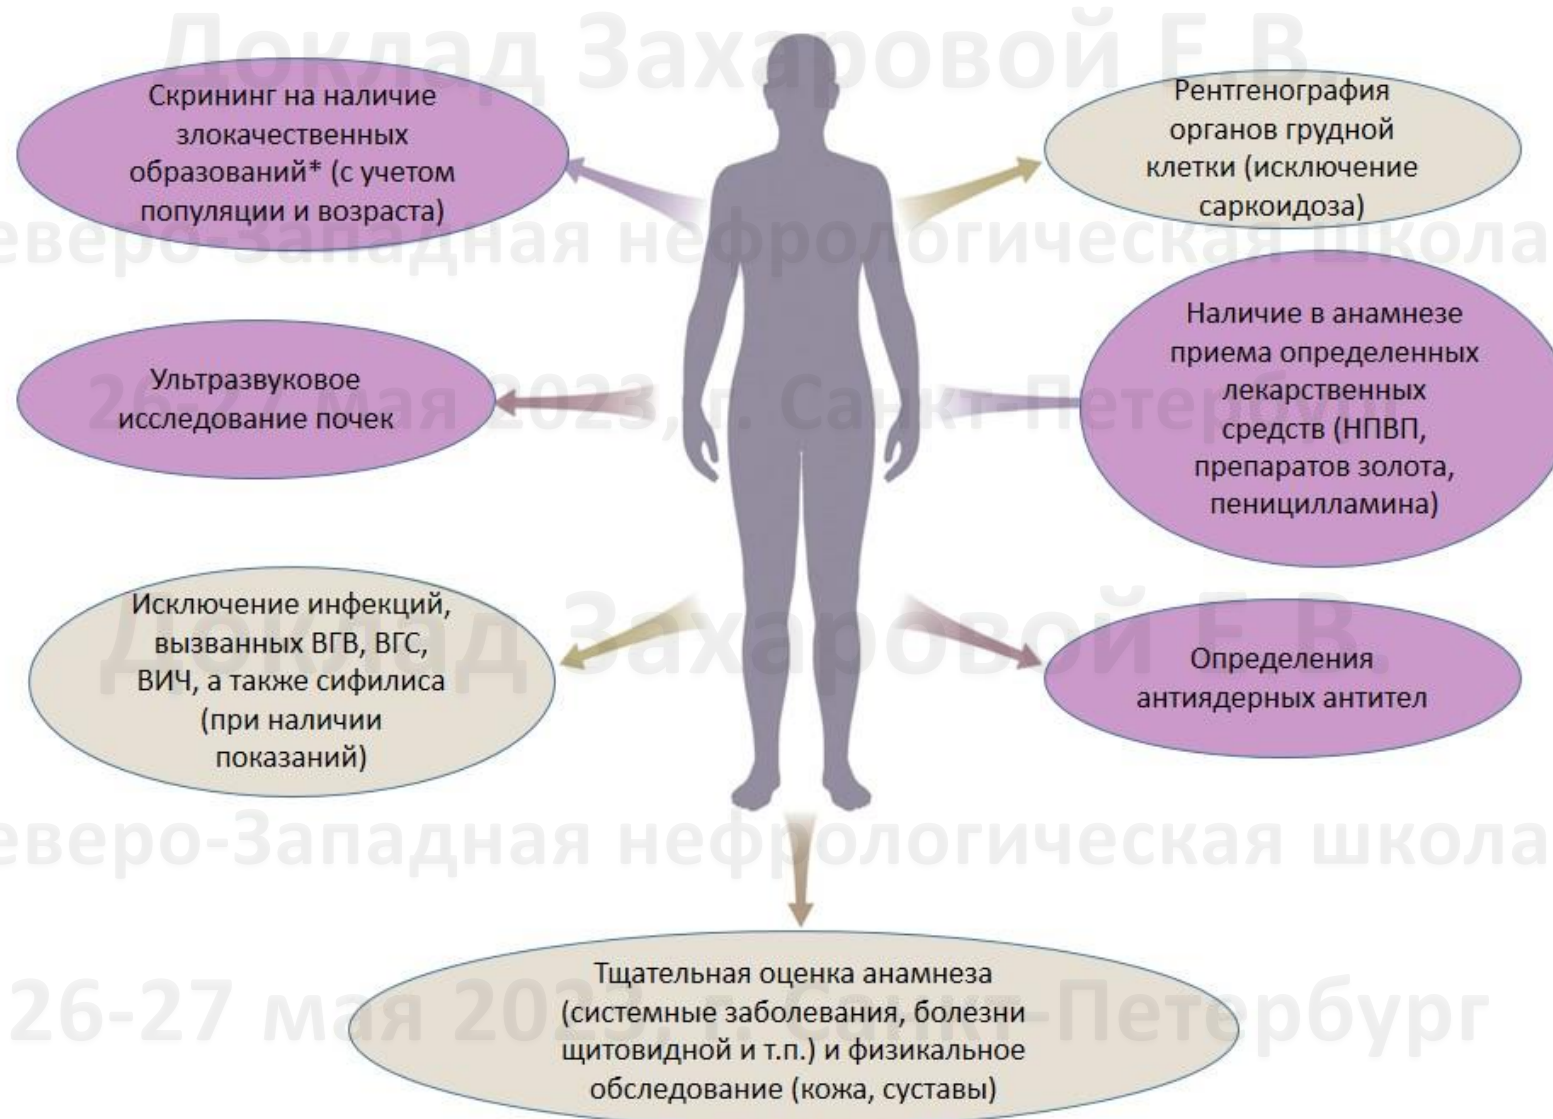 Доклад Захаровой Е.В.
Скрининг на наличие
злокачественных
образований* (с учетом
популяции и возраста)
Рентгенография
органов грудной
клетки (исключение
саркоидоза)
еверо-Западная нефрологическая школа
Ультразвуковое
исследование почек
Наличие в анамнезе
приема определенных
лекарственных
средств (НПВП,
препаратов золота,
пеницилламина)
26-27 мая 2023, г. Санкт-Петербург
Исключение инфекций,
вызванных ВГВ, ВГС,
ВИЧ, а также сифилиса
(при наличии
показаний)
Определения
антиядерных антител
Доклад Захаровой Е.В.
еверо-Западная нефрологическая школа
Тщательная оценка анамнеза
(системные заболевания, болезни
щитовидной и т.п.) и физикальное
обследование (кожа, суставы)
26-27 мая 2023, г. Санкт-Петербург